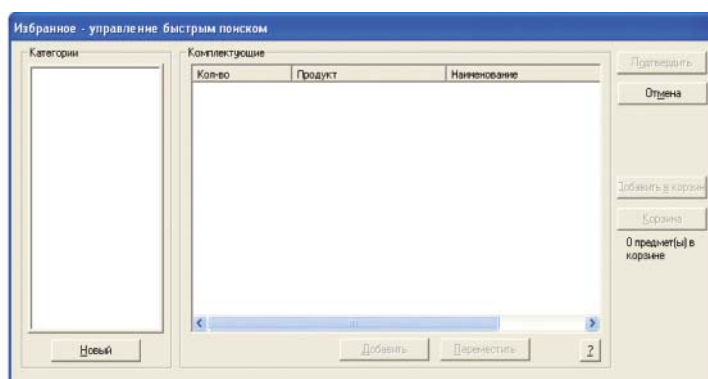 Избранное - управление быстрым поиском
Категории
Комплектующие
Кол-во Продукт Наименование
Подтвердить
Отмена
Добавить в корзин
Корзина
0 предмет(ы) в
корзине
Новый
Добавить Переместить ?